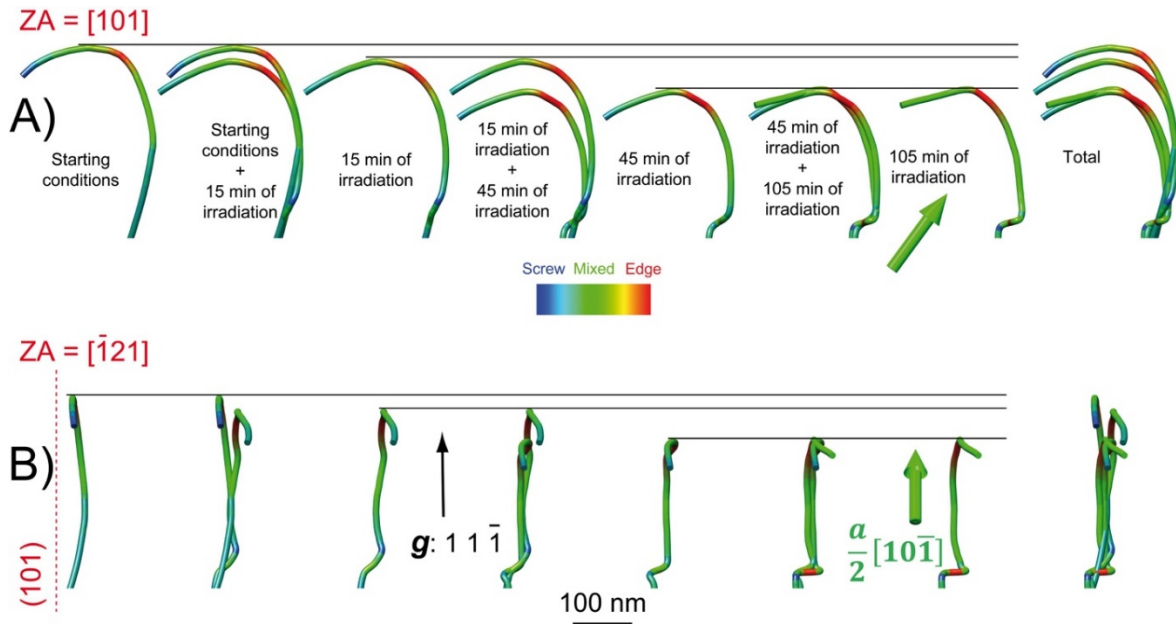 ZA = [101]
A)
Starting
conditions
Starting
conditions
+
15 min of
irradiation
15 min of
irradiation
15 min of
irradiation
+
45 min of
irradiation
45 min of
irradiation
45 min of
irradiation
+
105 min of
irradiation
105 min of
irradiation
Total
Screw Mixed Edge
ZA = [1̅21]
B)
(101)
g: 1 1 1̅
a/2 [101̅]
100 nm